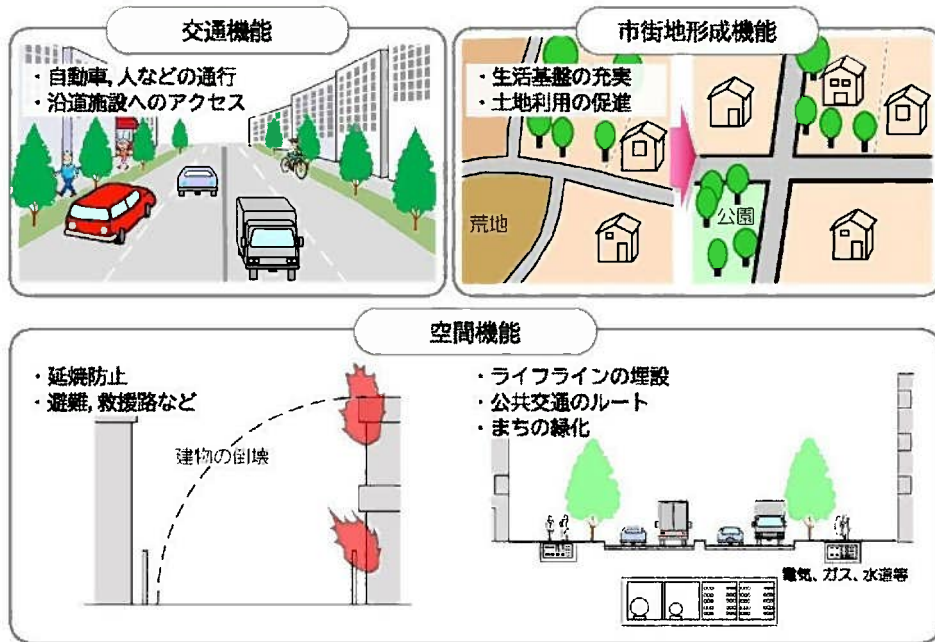 交通機能
・自動車,人などの通行
・沿道施設へのアクセス
市街地形成機能
・生活基盤の充実
・土地利用の促進
荒地
公園
空間機能
・延焼防止
・避難,救援路など
建物の倒壊
・ライフラインの埋設
・公共交通のルート
・まちの緑化
電気、ガス、水道等